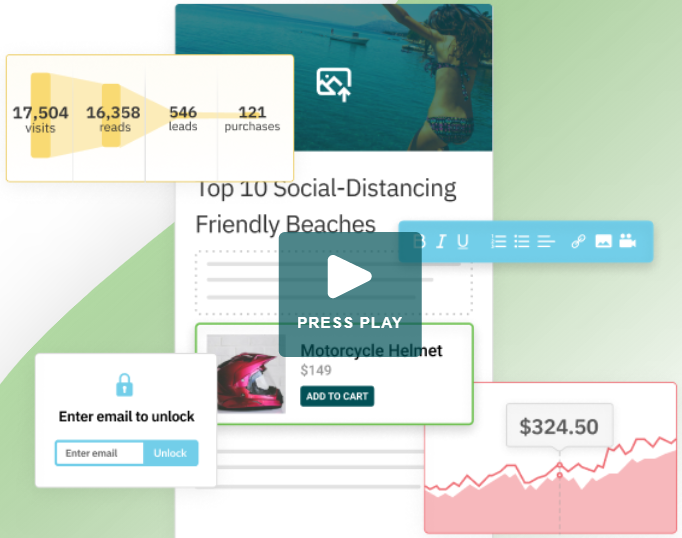 17,504
visits
16,358
reads
546
leads
121
purchases
Top 10 Social-Distancing
Friendly Beaches
B I U
PRESS PLAY
Motorcycle Helmet
$149
ADD TO CART
Enter email to unlock
Enter email
Unlock
$324.50